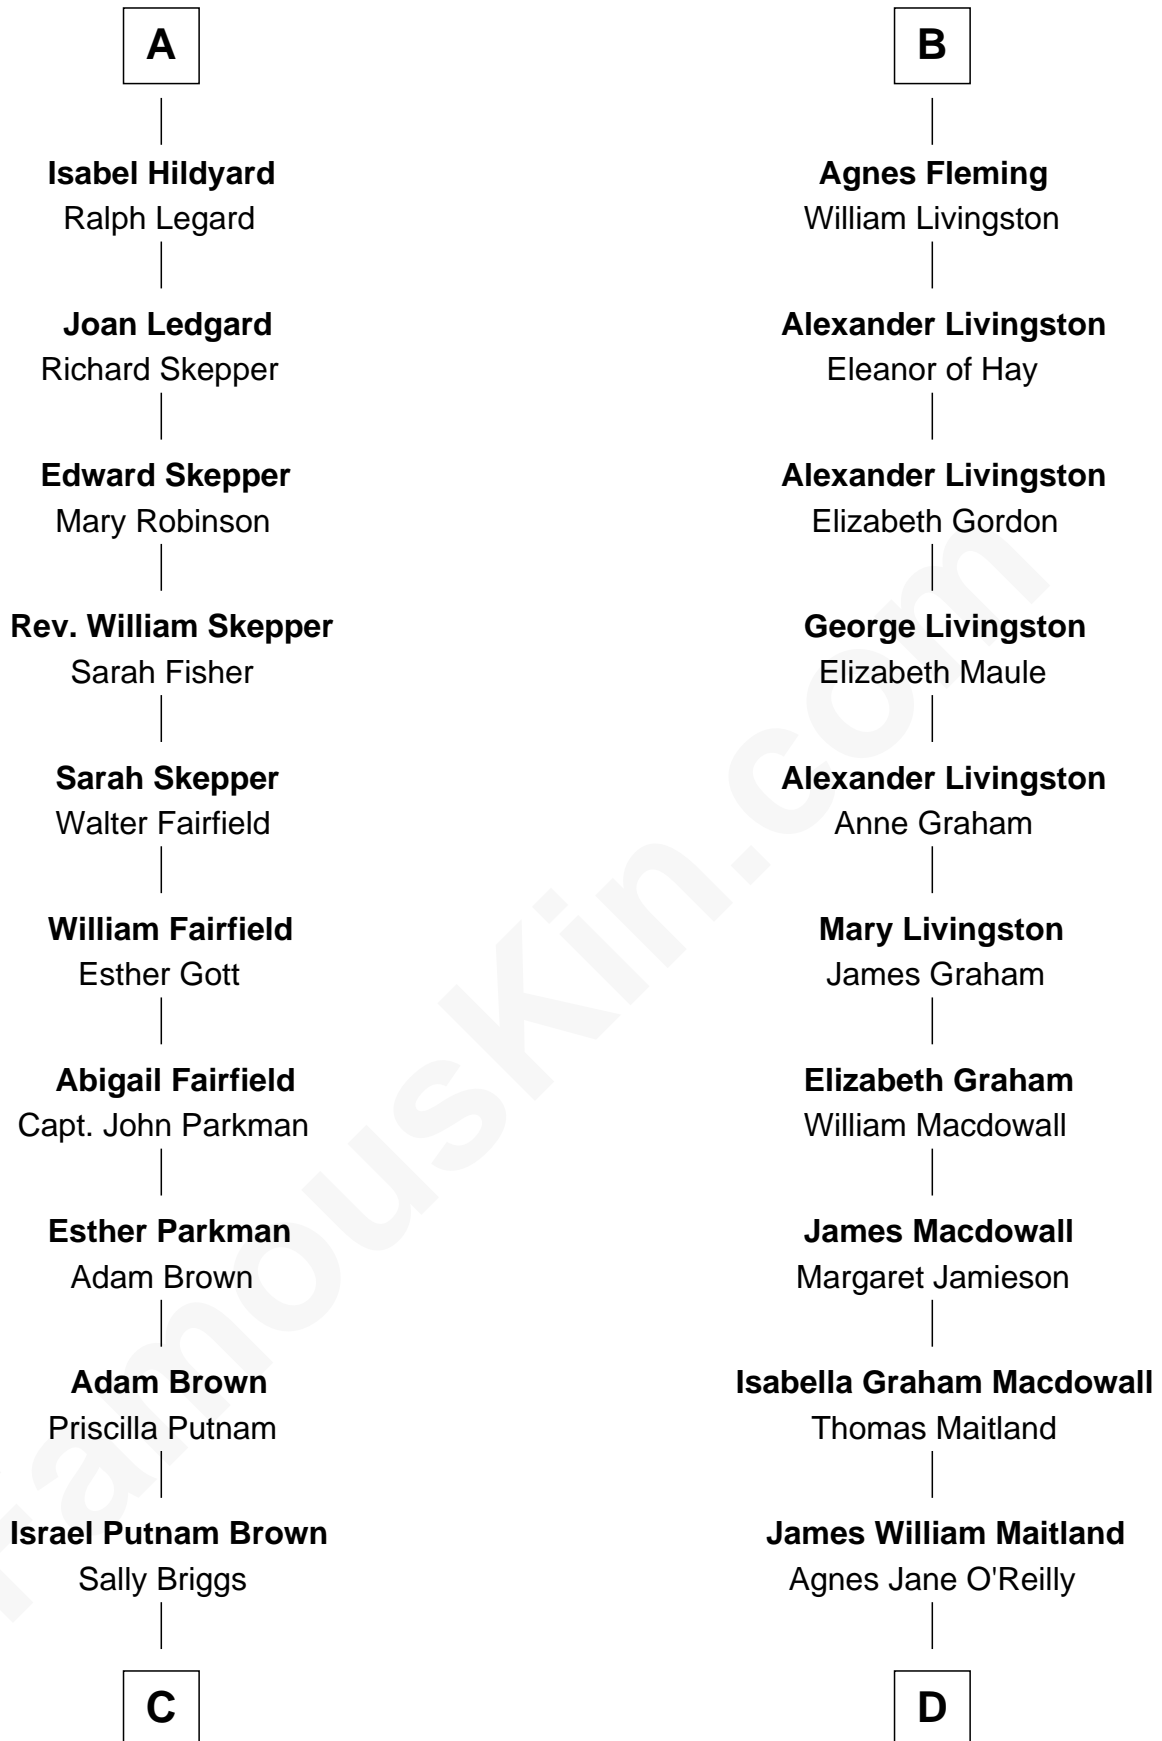 A
Isabel Hildyard
Ralph Legard
Joan Ledgard
Richard Skepper
Edward Skepper
Mary Robinson
Rev. William Skepper
Sarah Fisher
Sarah Skepper
Walter Fairfield
William Fairfield
Esther Gott
Abigail Fairfield
Capt. John Parkman
Esther Parkman
Adam Brown
Adam Brown
Priscilla Putnam
Israel Putnam Brown
Sally Briggs
C
B
Agnes Fleming
William Livingston
Alexander Livingston
Eleanor of Hay
Alexander Livingston
Elizabeth Gordon
George Livingston
Elizabeth Maule
Alexander Livingston
Anne Graham
Mary Livingston
James Graham
Elizabeth Graham
William Macdowall
James Macdowall
Margaret Jamieson
Isabella Graham Macdowall
Thomas Maitland
James William Maitland
Agnes Jane O'Reilly
D
FamousKin.com